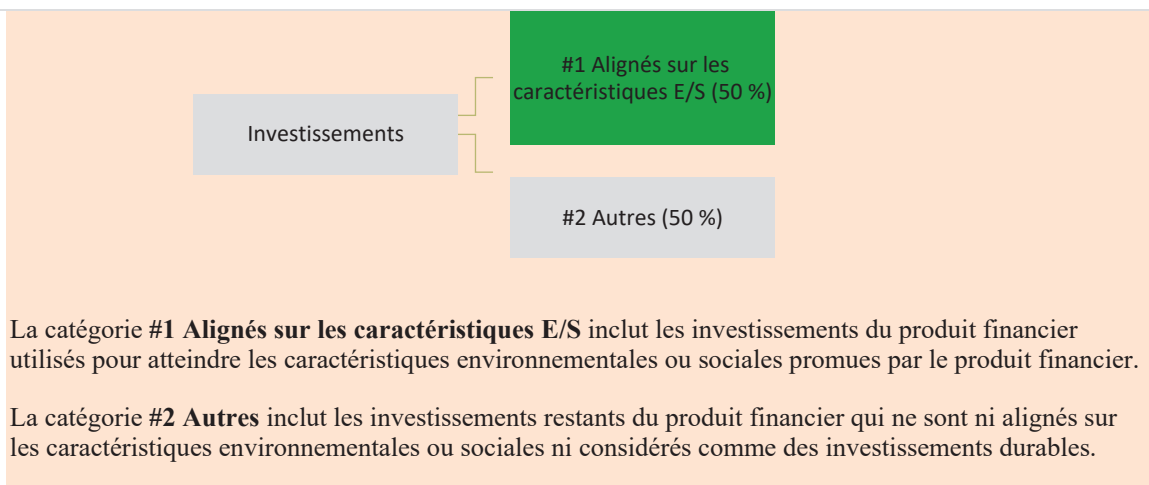 #1 Alignés sur les
caractéristiques E/S (50 %)
Investissements
#2 Autres (50 %)
La catégorie #1 Alignés sur les caractéristiques E/S inclut les investissements du produit financier
utilisés pour atteindre les caractéristiques environnementales ou sociales promues par le produit financier.
La catégorie #2 Autres inclut les investissements restants du produit financier qui ne sont ni alignés sur
les caractéristiques environnementales ou sociales ni considérés comme des investissements durables.